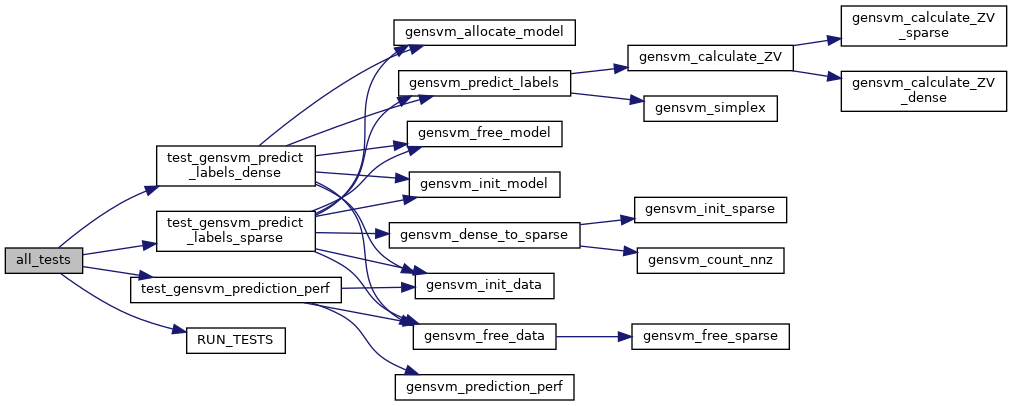 all_tests
test_gensvm_predict
_labels_dense
test_gensvm_predict
_labels_sparse
test_gensvm_prediction_perf
RUN_TESTS
gensvm_allocate_model
gensvm_predict_labels
gensvm_free_model
gensvm_init_model
gensvm_dense_to_sparse
gensvm_init_data
gensvm_free_data
gensvm_prediction_perf
gensvm_calculate_ZV
gensvm_simplex
gensvm_init_sparse
gensvm_count_nnz
gensvm_free_sparse
gensvm_calculate_ZV
_sparse
gensvm_calculate_ZV
_dense